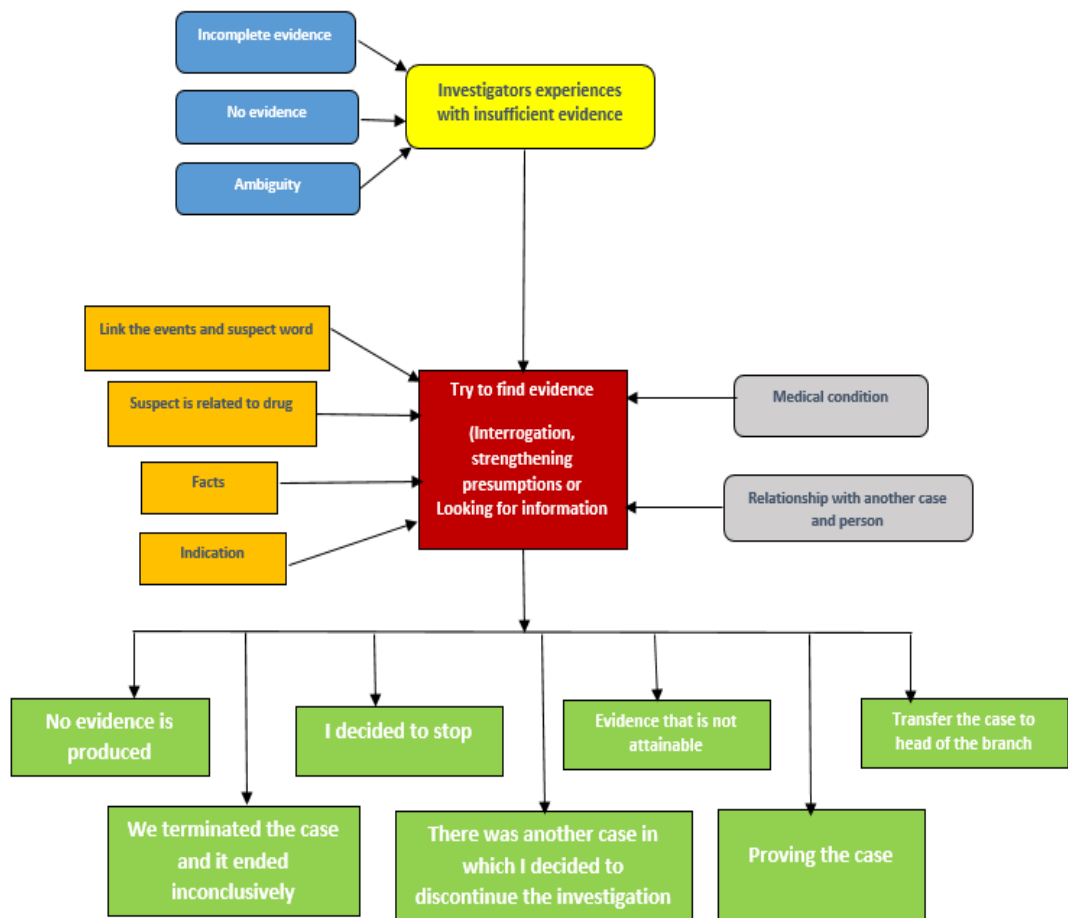 Incomplete evidence
Investigators experiences
with insufficient evidence
No evidence
Ambiguity
Link the events and suspect word
Suspect is related to drug
Facts
Indication
Try to find evidence
(Interrogation,
strengthening
presumptions or
Looking for information
Medical condition
Relationship with another case
and person
No evidence is
produced
I decided to stop
Evidence that is not
attainable
Transfer the case to
head of the branch
We terminated the case
and it ended
inconclusively
There was another case in
which I decided to
discontinue the investigation
Proving the case